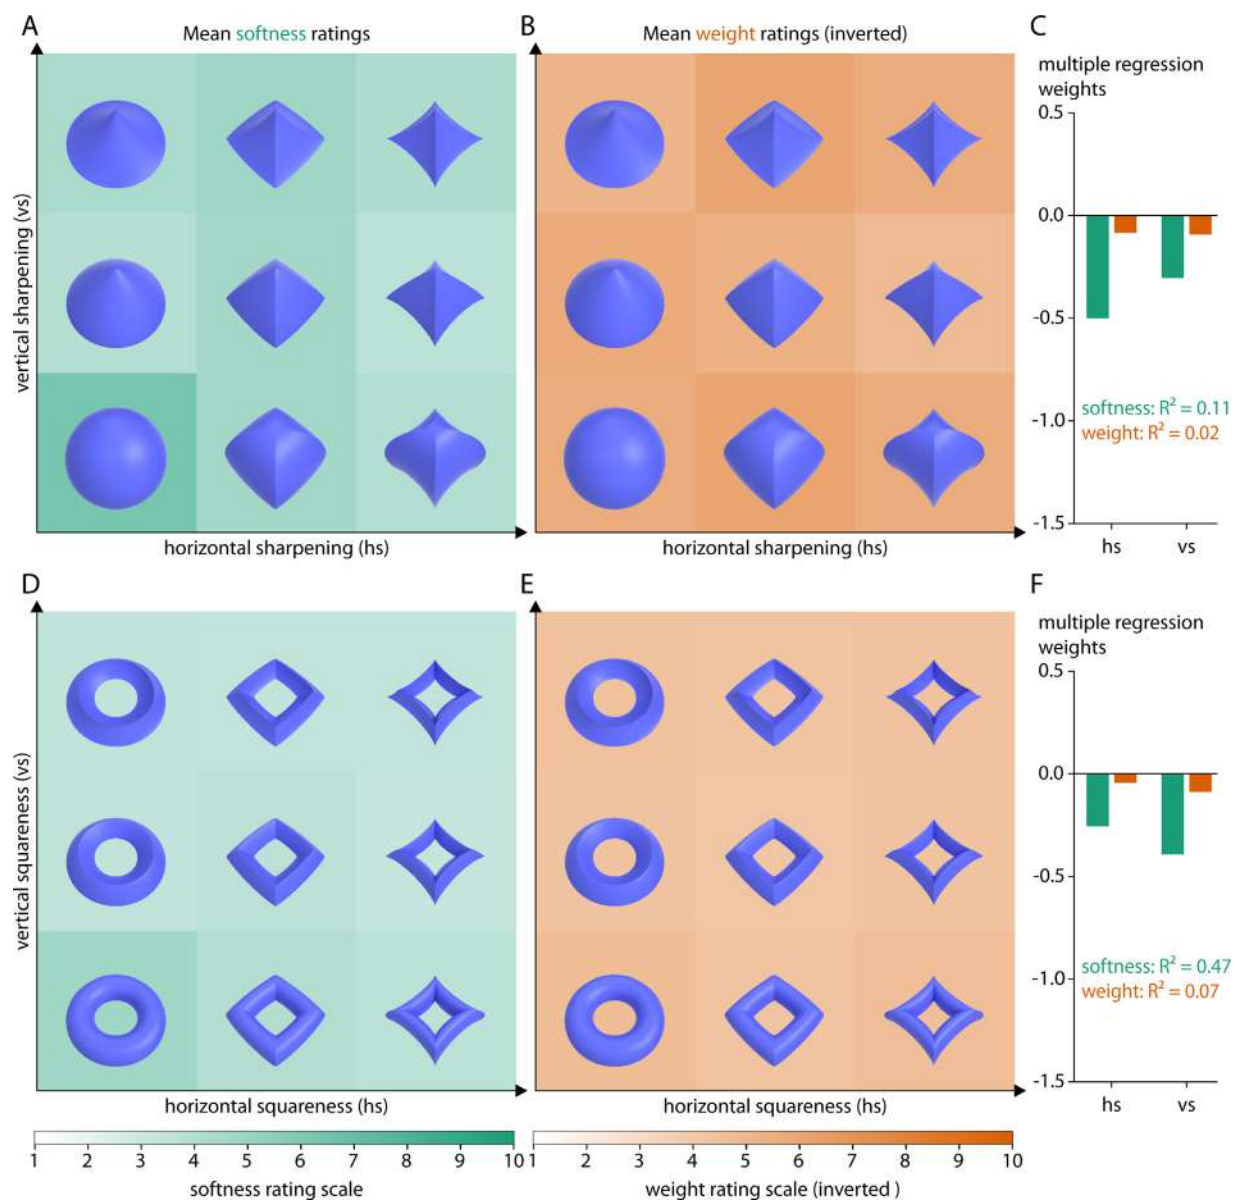 A
Mean softness ratings
B
Mean weight ratings (inverted)
C
multiple regression
weights
0.5
0.0
-0.5
-1.0
-1.5
softness: R² = 0.11
weight: R² = 0.02
hs
vs
vertical sharpening (vs)
horizontal sharpening (hs)
horizontal sharpening (hs)
D
E
F
multiple regression
weights
0.5
0.0
-0.5
-1.0
-1.5
softness: R² = 0.47
weight: R² = 0.07
hs
vs
vertical squareness (vs)
horizontal squareness (hs)
horizontal squareness (hs)
1 2 3 4 5 6 7 8 9 10
softness rating scale
1 2 3 4 5 6 7 8 9 10
weight rating scale (inverted )